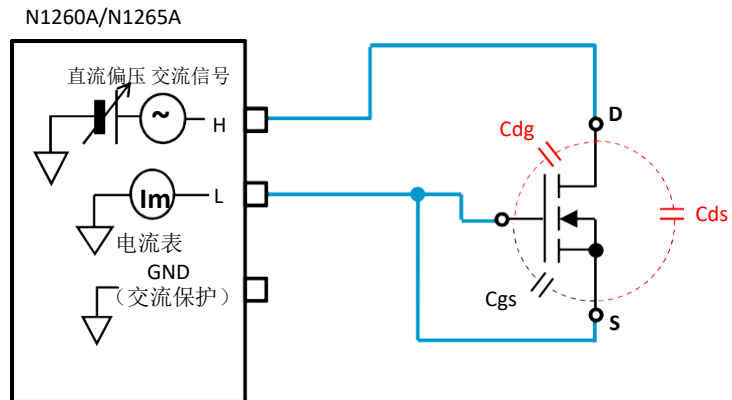 N1260A/N1265A
直流偏压 交流信号
~
H
Im
L
电流表
GND
（交流保护）
D
Cdg
Cds
Cgs
S